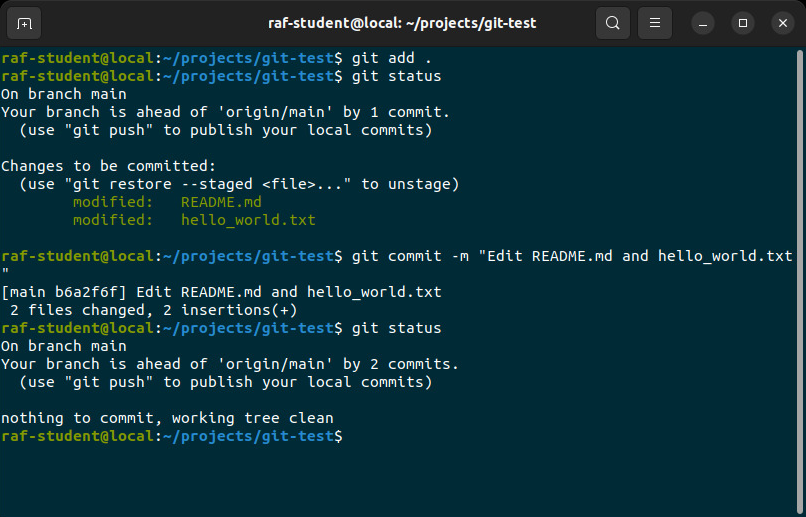 raf-student@local: ~/projects/git-test
raf-student@local:~/projects/git-test$ git add .
raf-student@local:~/projects/git-test$ git status
On branch main
Your branch is ahead of 'origin/main' by 1 commit.
  (use "git push" to publish your local commits)

Changes to be committed:
  (use "git restore --staged <file>..." to unstage)
        modified:   README.md
        modified:   hello_world.txt

raf-student@local:~/projects/git-test$ git commit -m "Edit README.md and hello_world.txt
"
[main b6a2f6f] Edit README.md and hello_world.txt
 2 files changed, 2 insertions(+)
raf-student@local:~/projects/git-test$ git status
On branch main
Your branch is ahead of 'origin/main' by 2 commits.
  (use "git push" to publish your local commits)

nothing to commit, working tree clean
raf-student@local:~/projects/git-test$